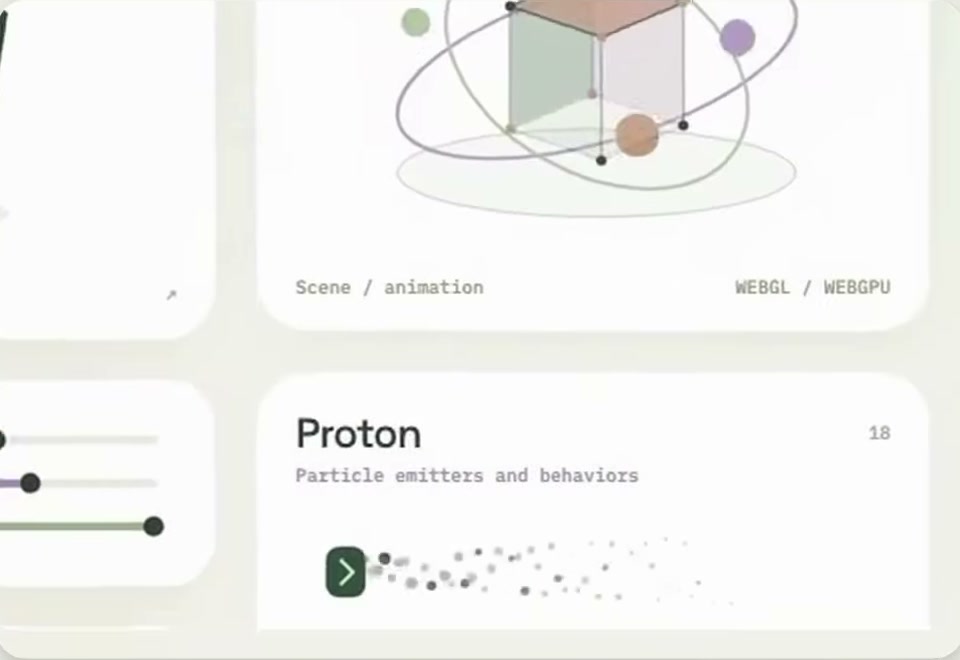 Scene / animation
WEBGL / WEBGPU
Proton
18
Particle emitters and behaviors